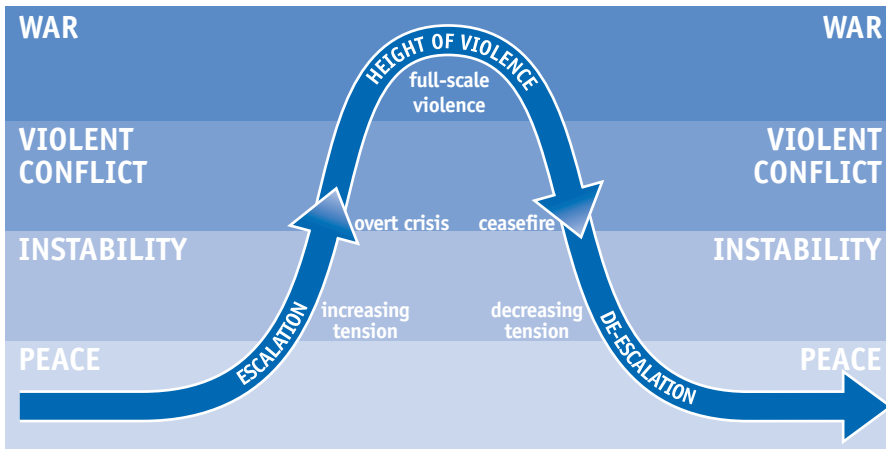 WAR
WAR
HEIGHT OF VIOLENCE
full-scale
violence
VIOLENT
CONFLICT
VIOLENT
CONFLICT
overt crisis
ceasefire
INSTABILITY
INSTABILITY
increasing
tension
decreasing
tension
ESCALATION
DE-ESCALATION
PEACE
PEACE